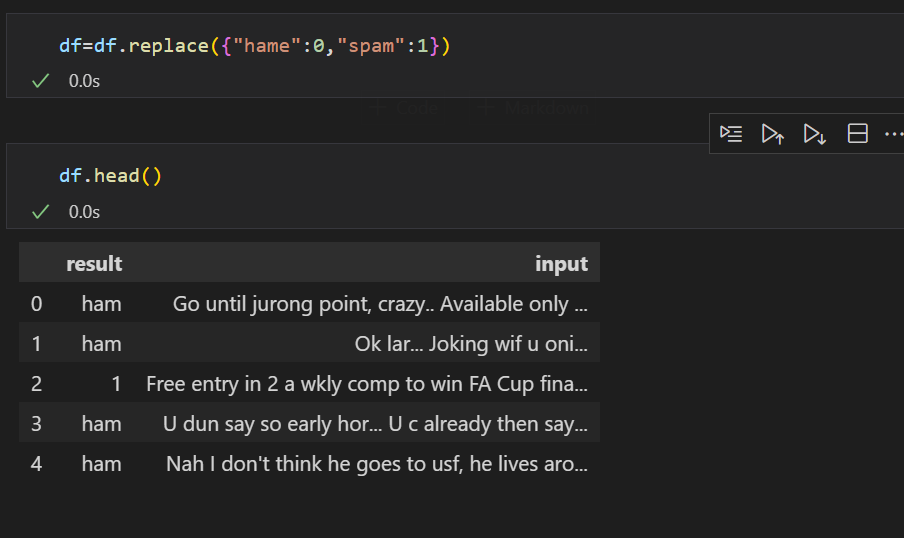 df=df.replace({"hame":0,"spam":1})
0.0s
+ Code + Markdown
df.head()
0.0s
result input
0 ham Go until jurong point, crazy.. Available only ...
1 ham Ok lar... Joking wif u oni...
2 1 Free entry in 2 a wkly comp to win FA Cup fina...
3 ham U dun say so early hor... U c already then say...
4 ham Nah I don't think he goes to usf, he lives aro...